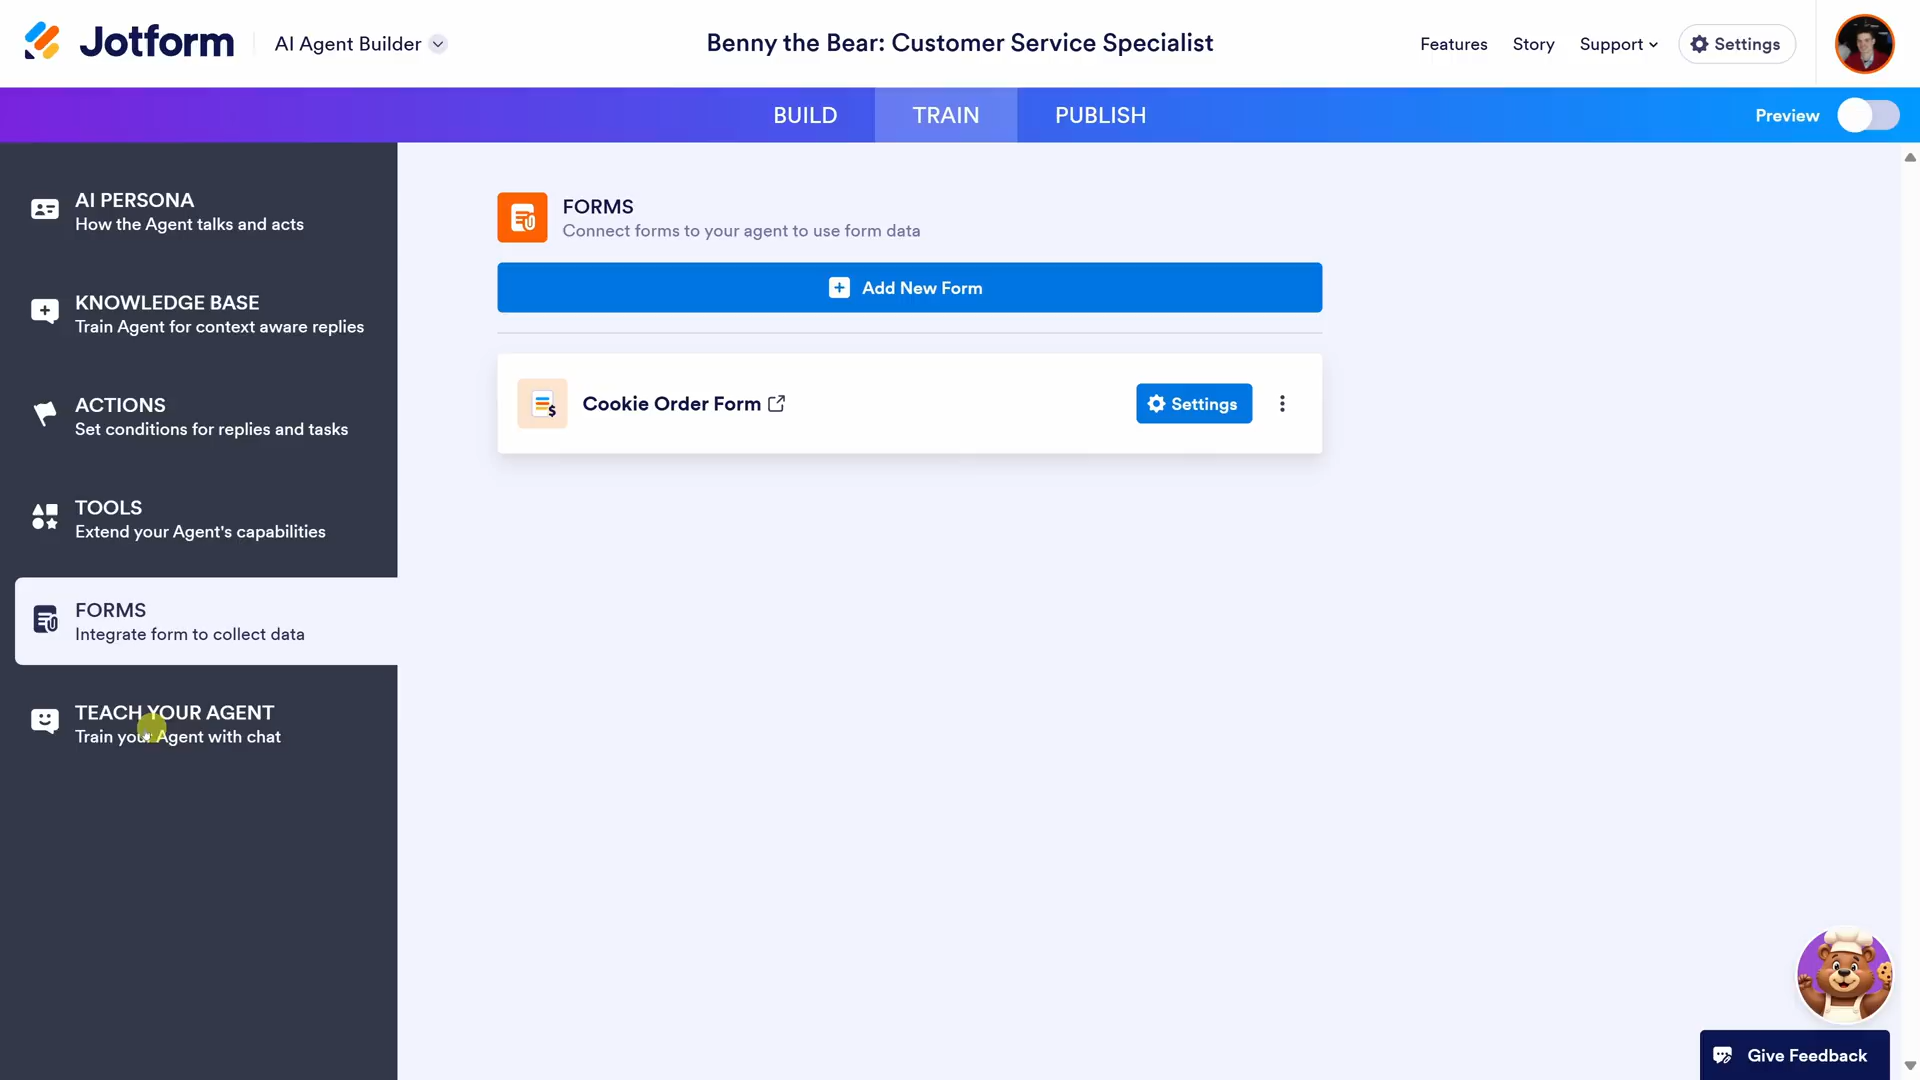 Jotform
AI Agent Builder
Benny the Bear: Customer Service Specialist
Features
Story
Support
Settings
BUILD
TRAIN
PUBLISH
Preview
AI PERSONA
How the Agent talks and acts
KNOWLEDGE BASE
Train Agent for context aware replies
ACTIONS
Set conditions for replies and tasks
TOOLS
Extend your Agent's capabilities
FORMS
Integrate form to collect data
TEACH YOUR AGENT
Train your Agent with chat
FORMS
Connect forms to your agent to use form data
Add New Form
Cookie Order Form
Settings
Give Feedback